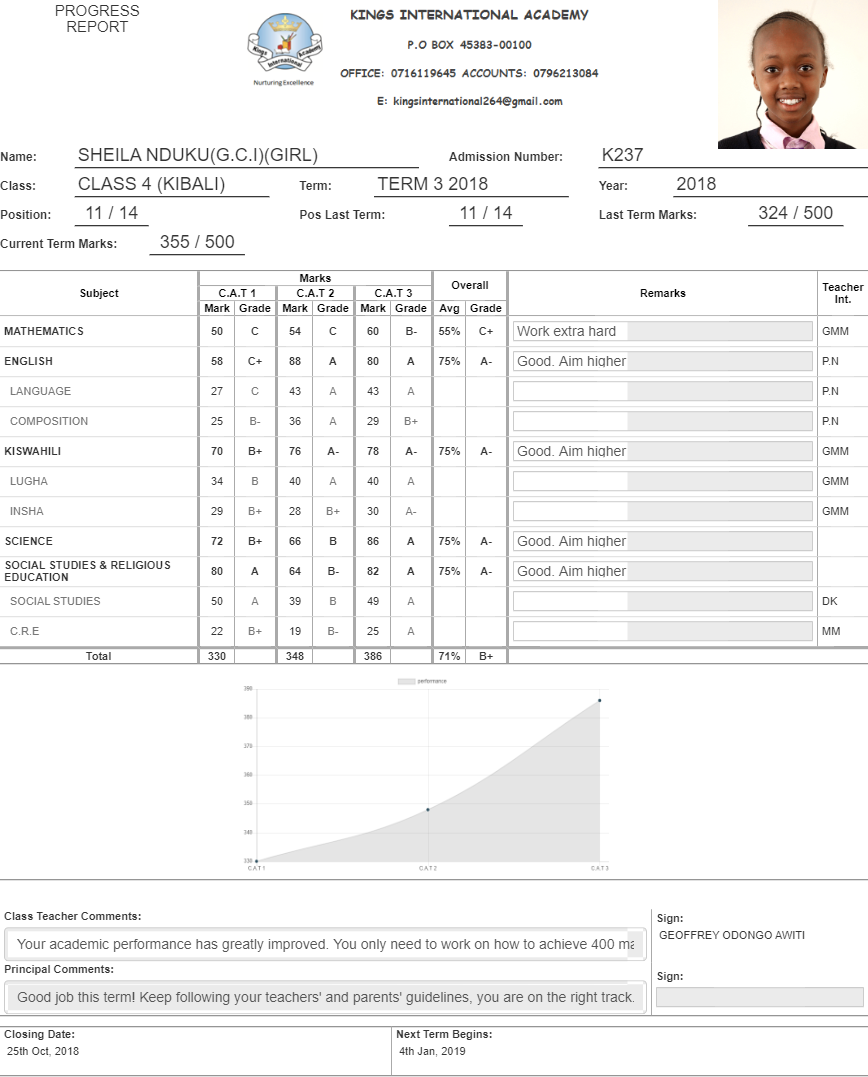 PROGRESS
REPORT
KINGS INTERNATIONAL ACADEMY
P.O BOX 45383-00100
OFFICE: 0716119645 ACCOUNTS: 0796213084
E: kingsinternational264@gmail.com
Kings Academy
International
Nurturing Excellence
Name: SHEILA NDUKU(G.C.I)(GIRL) Admission Number: K237
Class: CLASS 4 (KIBALI) Term: TERM 3 2018 Year: 2018
Position: 11 / 14 Pos Last Term: 11 / 14 Last Term Marks: 324 / 500
Current Term Marks: 355 / 500
Subject Marks Overall Remarks Teacher Int.
C.A.T 1 C.A.T 2 C.A.T 3
Mark Grade Mark Grade Mark Grade Avg Grade
MATHEMATICS 50 C 54 C 60 B- 55% C+ Work extra hard GMM
ENGLISH 58 C+ 88 A 80 A 75% A- Good. Aim higher P.N
LANGUAGE 27 C 43 A 43 A P.N
COMPOSITION 25 B- 36 A 29 B+ P.N
KISWAHILI 70 B+ 76 A- 78 A- 75% A- Good. Aim higher GMM
LUGHA 34 B 40 A 40 A GMM
INSHA 29 B+ 28 B+ 30 A- GMM
SCIENCE 72 B+ 66 B 86 A 75% A- Good. Aim higher
SOCIAL STUDIES & RELIGIOUS
EDUCATION 80 A 64 B- 82 A 75% A- Good. Aim higher
SOCIAL STUDIES 50 A 39 B 49 A DK
C.R.E 22 B+ 19 B- 25 A MM
Total 330 348 386 71% B+
performance
390
380
370
360
350
340
330
CAT1 CAT2 CAT3
Class Teacher Comments: Sign:
Your academic performance has greatly improved. You only need to work on how to achieve 400 ma
GEOFFREY ODONGO AWITI
Principal Comments: Sign:
Good job this term! Keep following your teachers' and parents' guidelines, you are on the right track.
Closing Date: Next Term Begins:
25th Oct, 2018 4th Jan, 2019